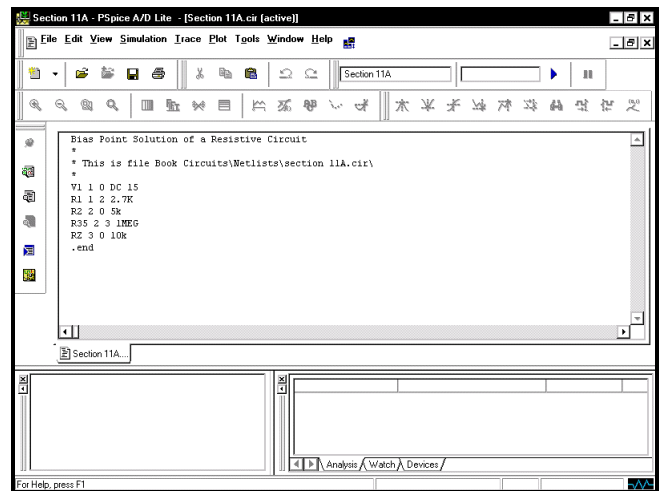 Section 11A - PSpice A/D Lite - [Section 11A.cir (active)]
File Edit View Simulation Trace Plot Tools Window Help
Section 11A
Bias Point Solution of a Resistive Circuit
*
* This is file Book Circuits\Netlists\section 11A.cir\
*
V1 1 0 DC 15
R1 1 2 2.7K
R2 2 0 5k
R35 2 3 1MEG
RZ 3 0 10k
.end
Section 11A....
Analysis Watch Devices
For Help, press F1